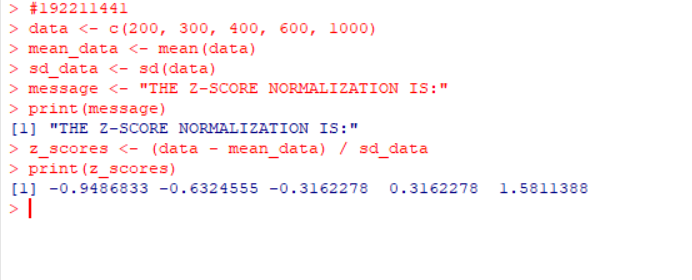 > #192211441
> data <- c(200, 300, 400, 600, 1000)
> mean_data <- mean(data)
> sd_data <- sd(data)
> message <- "THE Z-SCORE NORMALIZATION IS:"
> print(message)
[1] "THE Z-SCORE NORMALIZATION IS:"
> z_scores <- (data - mean_data) / sd_data
> print(z_scores)
[1] -0.9486833 -0.6324555 -0.3162278  0.3162278  1.5811388
>